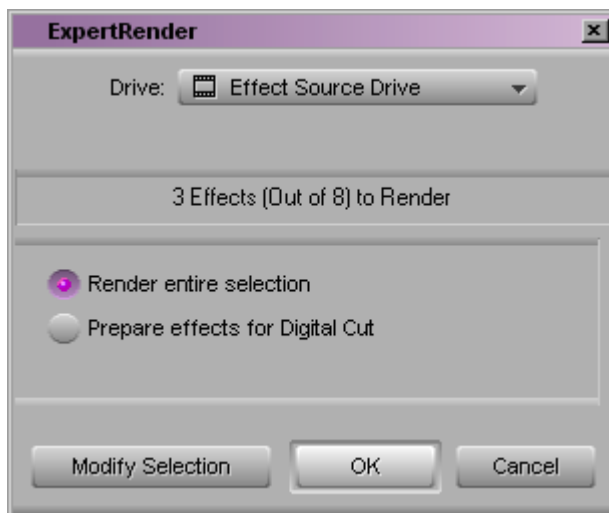 ExpertRender
Drive: Effect Source Drive
3 Effects (Out of 8) to Render
Render entire selection
Prepare effects for Digital Cut
Modify Selection OK Cancel